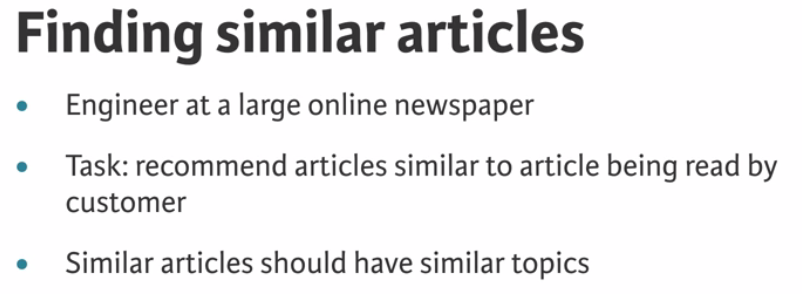 Finding similar articles
• Engineer at a large online newspaper
• Task: recommend articles similar to article being read by
customer
• Similar articles should have similar topics